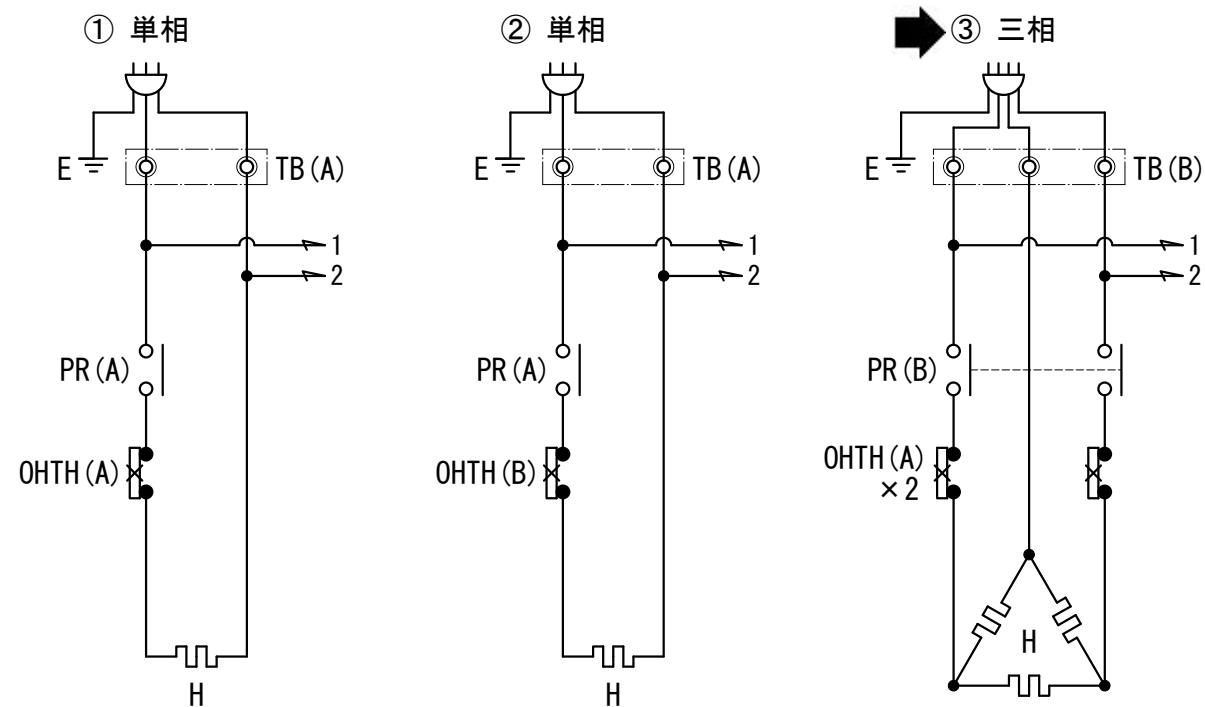 ① 単相
② 単相
③ 三相
E
TB(A)
E
TB(A)
E
TB(B)
1
1
1
2
2
2
PR(A)
PR(A)
PR(B)
OHTH(A)
OHTH(B)
OHTH(A)
×2
H
H
H